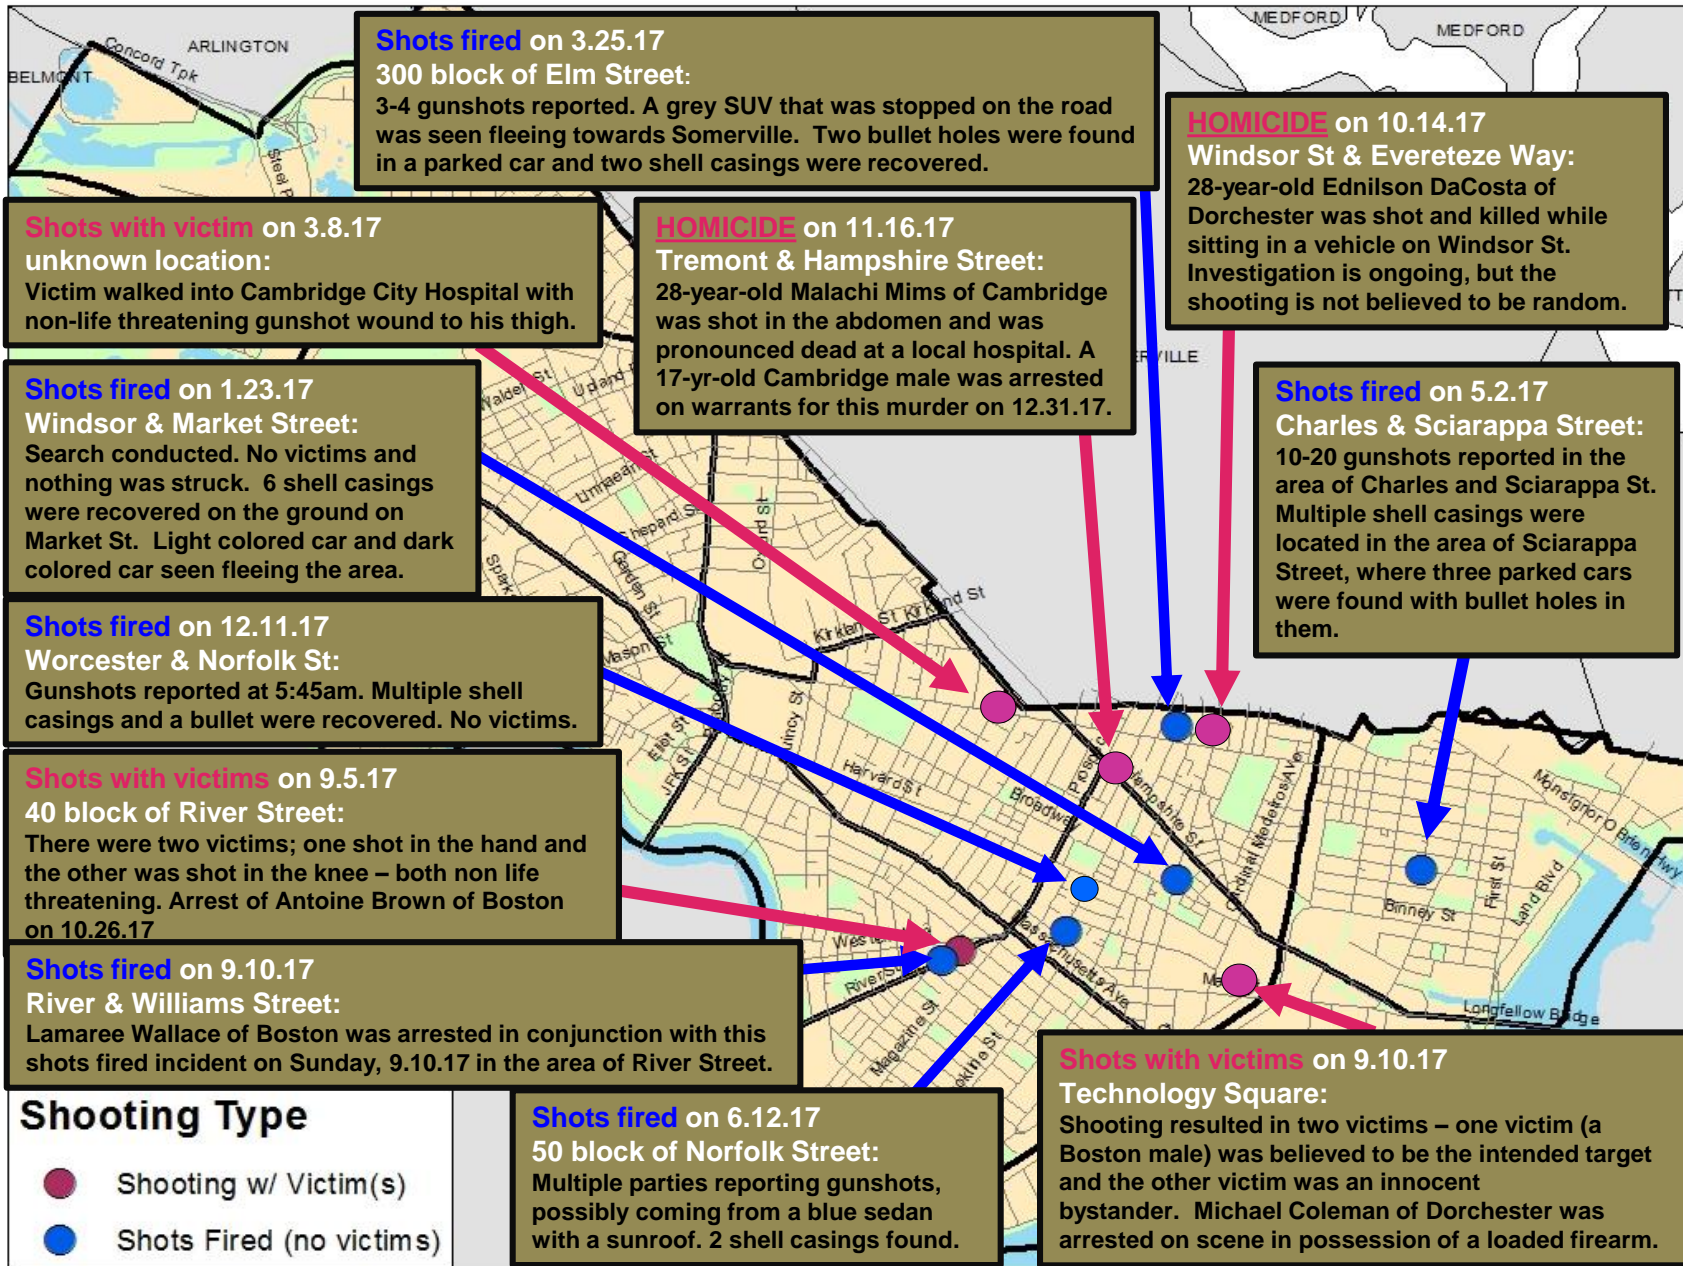 MEDFORD
MEDFORD
ARLINGTON
Concord Tpk
BELMONT
Shots fired on 3.25.17
300 block of Elm Street:
3-4 gunshots reported. A grey SUV that was stopped on the road
was seen fleeing towards Somerville. Two bullet holes were found
in a parked car and two shell casings were recovered.
HOMICIDE on 10.14.17
Windsor St & Evereteze Way:
28-year-old Ednilson DaCosta of
Dorchester was shot and killed while
sitting in a vehicle on Windsor St.
Investigation is ongoing, but the
shooting is not believed to be random.
Shots with victim on 3.8.17
unknown location:
Victim walked into Cambridge City Hospital with
non-life threatening gunshot wound to his thigh.
HOMICIDE on 11.16.17
Tremont & Hampshire Street:
28-year-old Malachi Mims of Cambridge
was shot in the abdomen and was
pronounced dead at a local hospital. A
17-yr-old Cambridge male was arrested
on warrants for this murder on 12.31.17.
Shots fired on 1.23.17
Windsor & Market Street:
Search conducted. No victims and
nothing was struck. 6 shell casings
were recovered on the ground on
Market St. Light colored car and dark
colored car seen fleeing the area.
Shots fired on 5.2.17
Charles & Sciarappa Street:
10-20 gunshots reported in the
area of Charles and Sciarappa St.
Multiple shell casings were
located in the area of Sciarappa
Street, where three parked cars
were found with bullet holes in
them.
Shots fired on 12.11.17
Worcester & Norfolk St:
Gunshots reported at 5:45am. Multiple shell
casings and a bullet were recovered. No victims.
Shots with victims on 9.5.17
40 block of River Street:
There were two victims; one shot in the hand and
the other was shot in the knee – both non life
threatening. Arrest of Antoine Brown of Boston
on 10.26.17
Shots fired on 9.10.17
River & Williams Street:
Lamaree Wallace of Boston was arrested in conjunction with this
shots fired incident on Sunday, 9.10.17 in the area of River Street.
Shots fired on 6.12.17
50 block of Norfolk Street:
Multiple parties reporting gunshots,
possibly coming from a blue sedan
with a sunroof. 2 shell casings found.
Shots with victims on 9.10.17
Technology Square:
Shooting resulted in two victims – one victim (a
Boston male) was believed to be the intended target
and the other victim was an innocent
bystander. Michael Coleman of Dorchester was
arrested on scene in possession of a loaded firearm.
Walden St
Linnaean St
Shepard St
Garden St
Oxford St
Mason St
Kirkland St
Kirkland St
Eliot St
JFK St
Quincy St
Harvard St
Broadway
Hampshire St
Cardinal Medeiros Ave
Monsignor O Brien Hwy
First St
Land Blvd
Binney St
Massachusetts Ave
Magazine St
Longfellow Bridge
Shooting Type
Shooting w/ Victim(s)
Shots Fired (no victims)